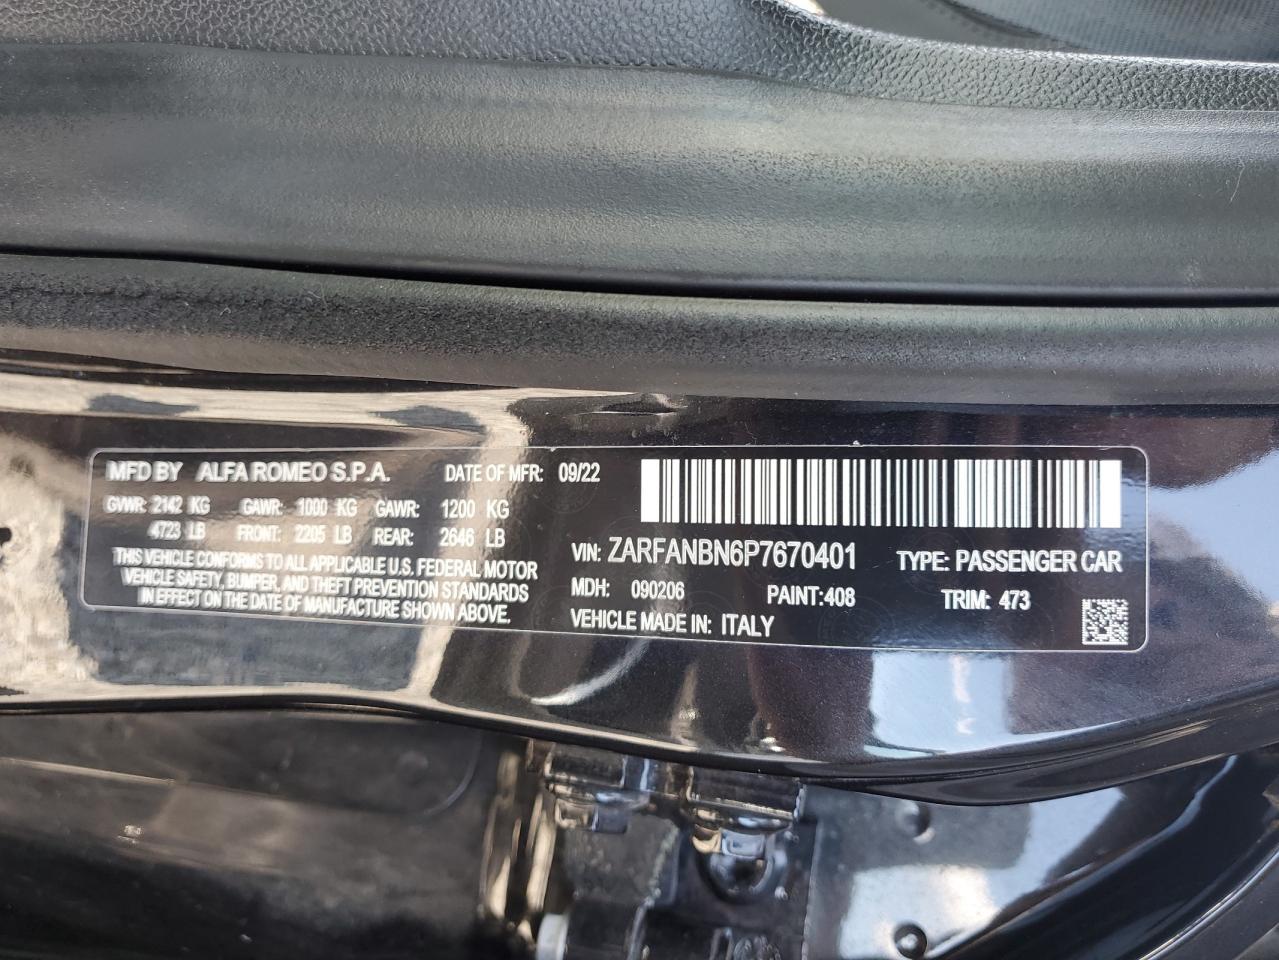 MFD BY ALFA ROMEO S.P.A. DATE OF MFR: 09/22
GVWR: 2142 KG GAWR: 1000 KG GAWR: 1200 KG
4723 LB FRONT: 2205 LB REAR: 2646 LB
THIS VEHICLE CONFORMS TO ALL APPLICABLE U.S. FEDERAL MOTOR
VEHICLE SAFETY, BUMPER, AND THEFT PREVENTION STANDARDS
IN EFFECT ON THE DATE OF MANUFACTURE SHOWN ABOVE.
VIN: ZARFANBN6P7670401 TYPE: PASSENGER CAR
MDH: 090206 PAINT:408 TRIM: 473
VEHICLE MADE IN: ITALY